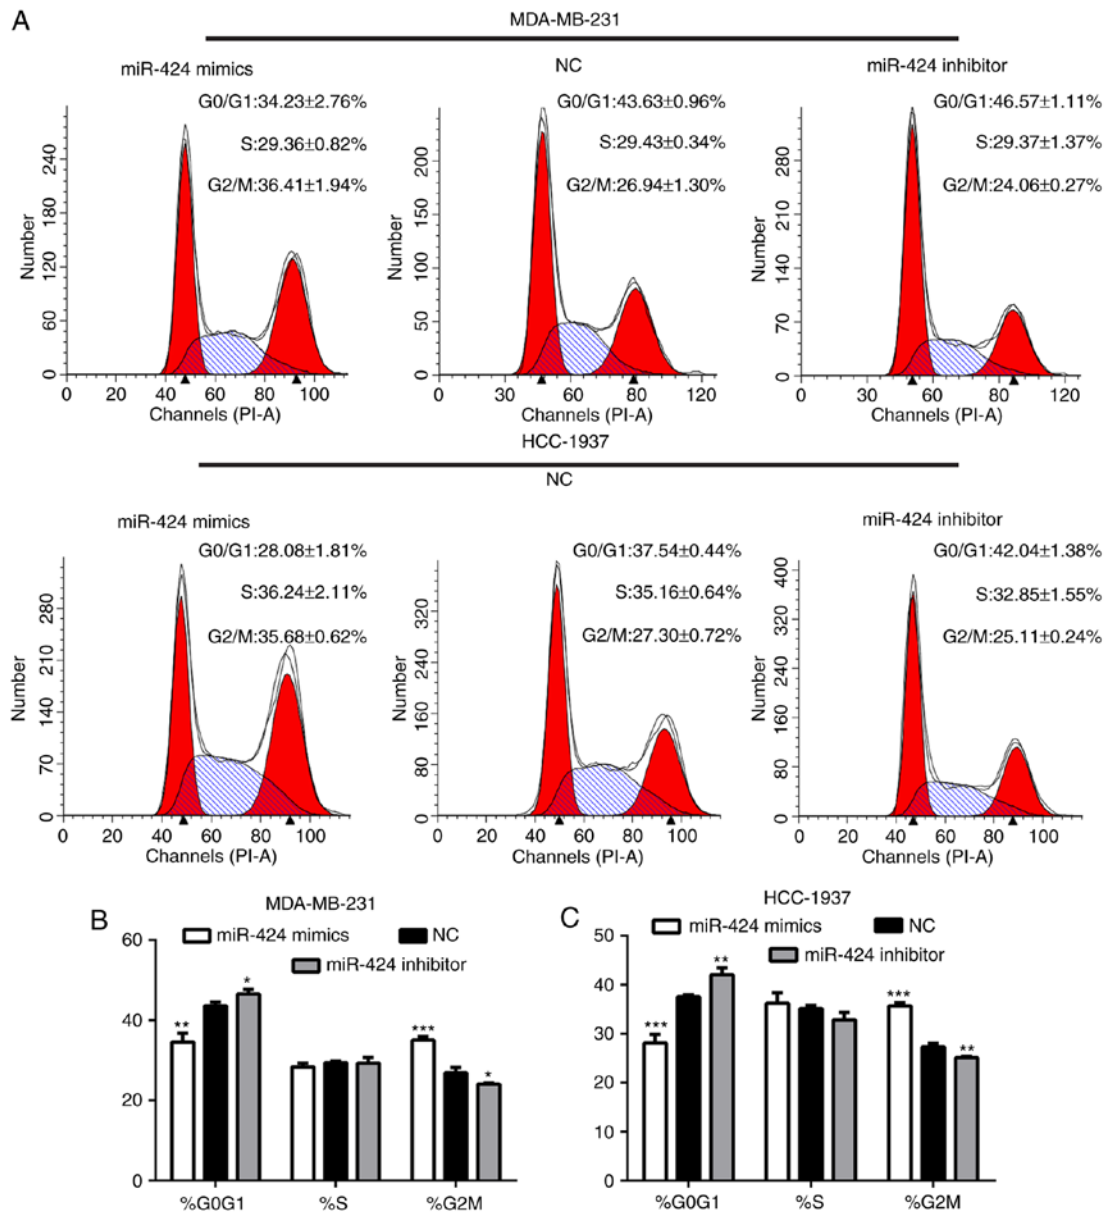 A
MDA-MB-231
miR-424 mimics
G0/G1:34.23±2.76%
S:29.36±0.82%
G2/M:36.41±1.94%
Number
0 60 120 180 240
0 20 40 60 80 100
Channels (PI-A)
NC
G0/G1:43.63±0.96%
S:29.43±0.34%
G2/M:26.94±1.30%
Number
0 50 100 150 200
0 30 60 90 120
Channels (PI-A)
miR-424 inhibitor
G0/G1:46.57±1.11%
S:29.37±1.37%
G2/M:24.06±0.27%
Number
0 70 140 210 280
0 30 60 90 120
Channels (PI-A)
HCC-1937
miR-424 mimics
G0/G1:28.08±1.81%
S:36.24±2.11%
G2/M:35.68±0.62%
Number
0 70 140 210 280
0 20 40 60 80 100
Channels (PI-A)
NC
G0/G1:37.54±0.44%
S:35.16±0.64%
G2/M:27.30±0.72%
Number
0 80 160 240 320
0 20 40 60 80 100
Channels (PI-A)
miR-424 inhibitor
G0/G1:42.04±1.38%
S:32.85±1.55%
G2/M:25.11±0.24%
Number
0 80 160 240 320 400
0 20 40 60 80 100
Channels (PI-A)
B
MDA-MB-231
miR-424 mimics
NC
miR-424 inhibitor
60
40
20
0
** * *** *
%G0G1 %S %G2M
C
HCC-1937
miR-424 mimics
NC
miR-424 inhibitor
50
40
30
20
10
0
*** ** *** **
%G0G1 %S %G2M